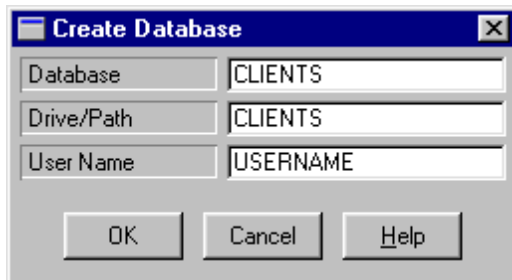 Create Database
Database CLIENTS
Drive/Path CLIENTS
User Name USERNAME
OK Cancel Help